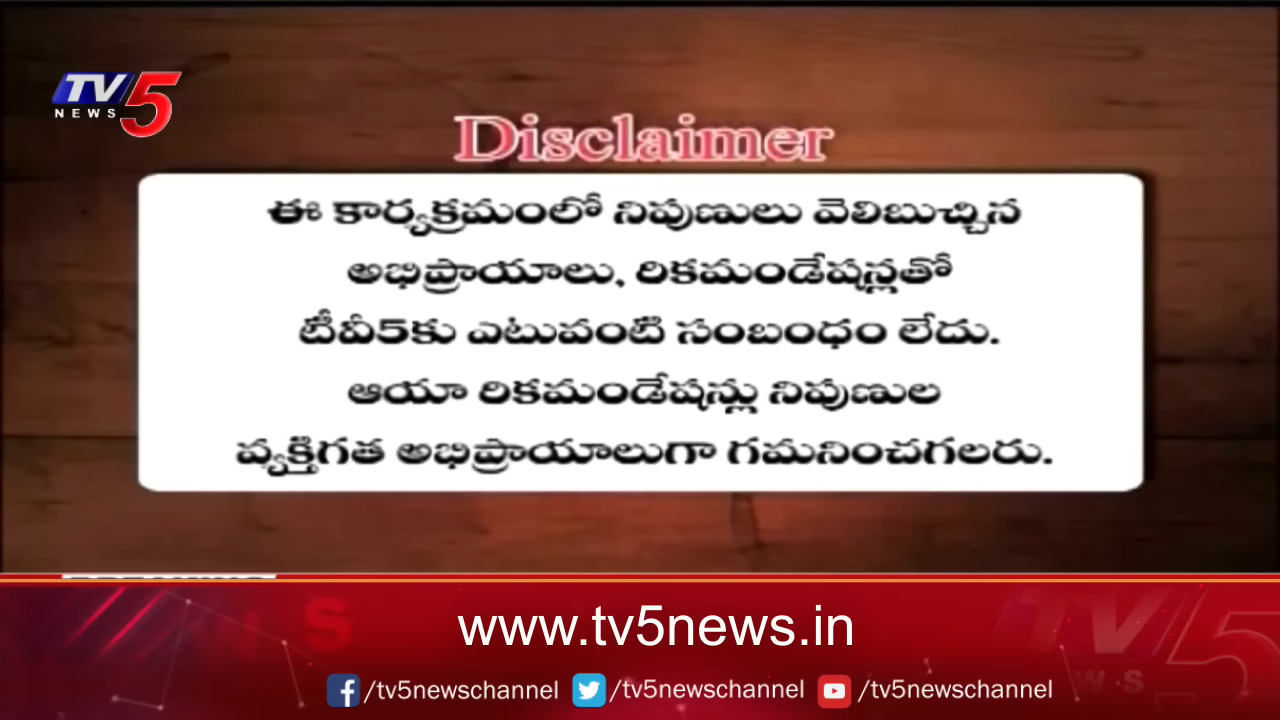 TV5
NEWS
Disclaimer
ఈ కార్యక్రమంలో నిపుణులు వెలిబుచ్చిన
అభిప్రాయాలు, రికమండేషన్లతో
టీవీ5కు ఎటువంటి సంబంధం లేదు.
ఆయా రికమండేషన్లు నిపుణుల
వ్యక్తిగత అభిప్రాయాలుగా గమనించగలరు.
www.tv5news.in
/tv5newschannel /tv5newschannel /tv5newschannel